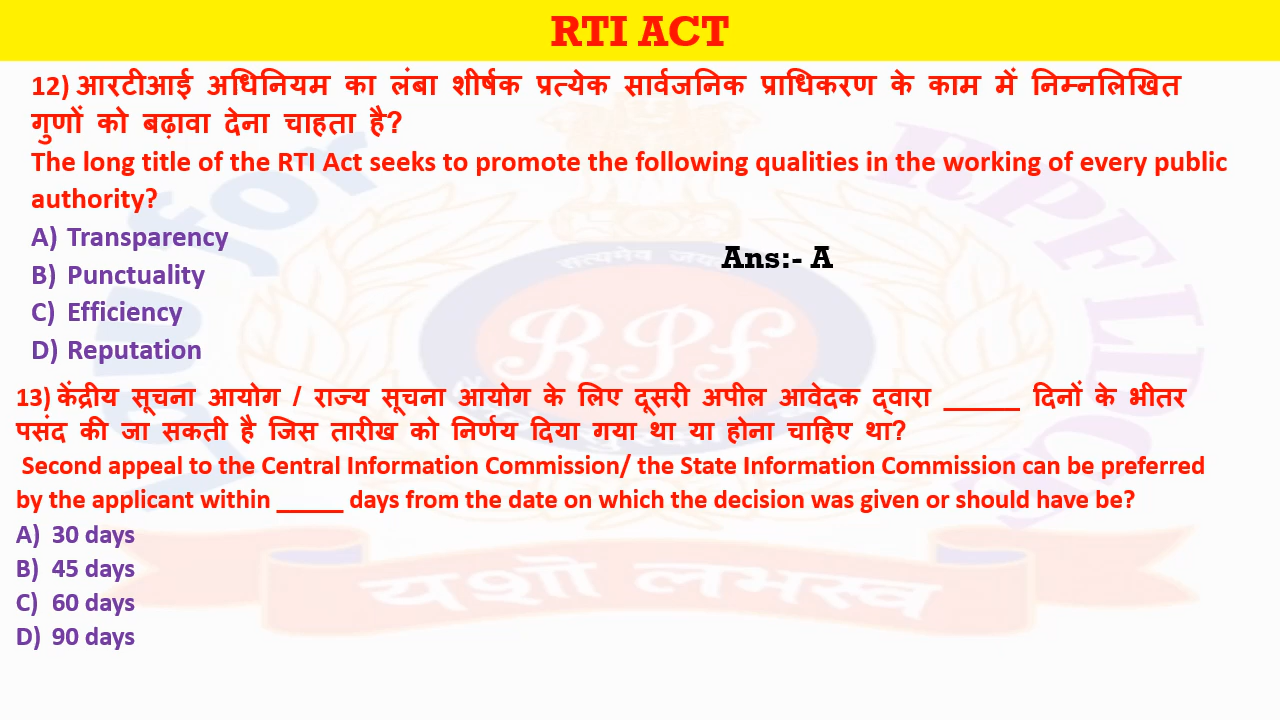 RTI ACT
12) आरटीआई अधिनियम का लंबा शीर्षक प्रत्येक सार्वजनिक प्राधिकरण के काम में निम्नलिखित
गुणों को बढ़ावा देना चाहता है?
The long title of the RTI Act seeks to promote the following qualities in the working of every public
authority?
A) Transparency
Ans:- A
B) Punctuality
C) Efficiency
D) Reputation
13) केंद्रीय सूचना आयोग / राज्य सूचना आयोग के लिए दूसरी अपील आवेदक द्वारा ______ दिनों के भीतर
पसंद की जा सकती है जिस तारीख को निर्णय दिया गया था या होना चाहिए था?
Second appeal to the Central Information Commission/ the State Information Commission can be preferred
by the applicant within _____ days from the date on which the decision was given or should have be?
A) 30 days
B) 45 days
C) 60 days
D) 90 days
सत्यमेव जयते
R.P.f
यशो लभस्व